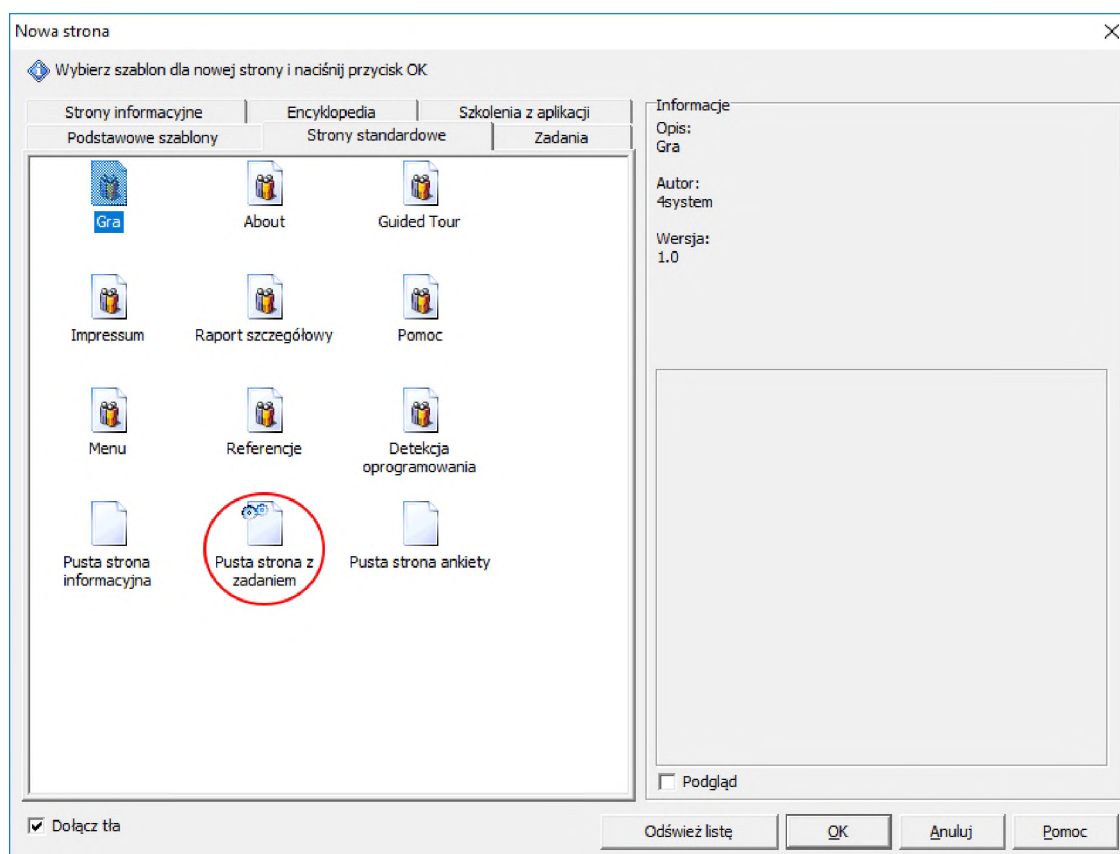 Nowa strona
Wybierz szablon dla nowej strony i naciśnij przycisk OK
Strony informacyjne
Encyklopedia
Szkolenia z aplikacji
Podstawowe szablony
Strony standardowe
Zadania
Gra
About
Guided Tour
Impressum
Raport szczegółowy
Pomoc
Menu
Referencje
Detekcja
oprogramowania
Pusta strona
informacyjna
Pusta strona z
zadaniem
Pusta strona ankiety
Informacje
Opis:
Gra
Autor:
4system
Wersja:
1.0
Podgląd
Dołącz tła
Odśwież listę
OK
Anuluj
Pomoc